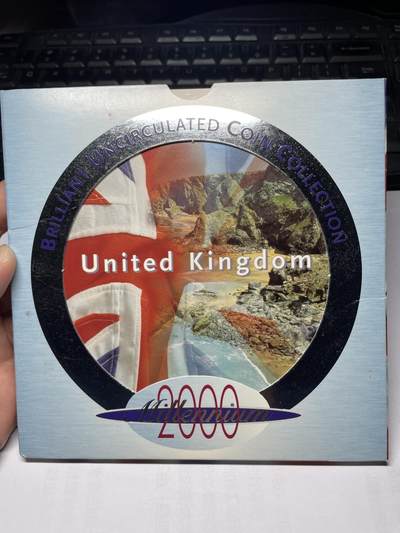 BRILLIANT UNCIRCULATED COIN COLLECTION
United Kingdom
2000
Millennium